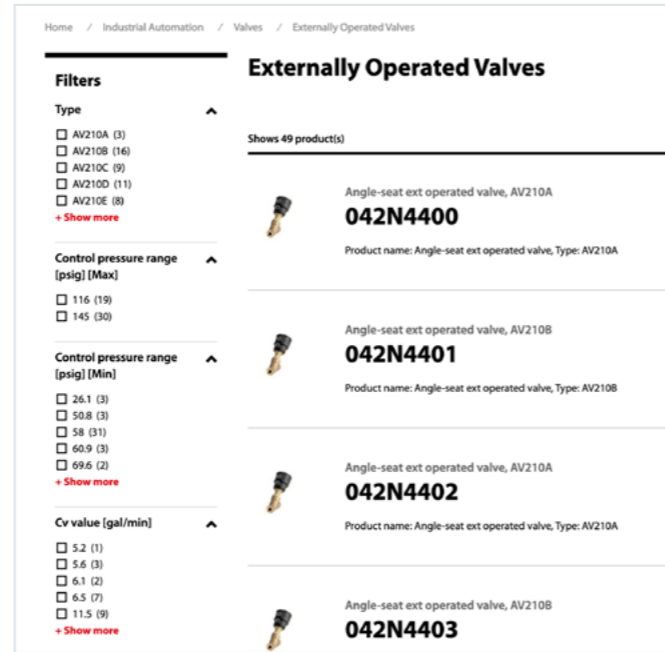 Home / Industrial Automation / Valves / Externally Operated Valves
Filters
Type
AV210A (3)
AV210B (16)
AV210C (9)
AV210D (11)
AV210E (8)
+ Show more
Control pressure range
[psig] [Max]
116 (19)
145 (30)
Control pressure range
[psig] [Min]
26.1 (3)
50.8 (3)
58 (31)
60.9 (3)
69.6 (2)
+ Show more
Cv value [gal/min]
5.2 (1)
5.6 (3)
6.1 (2)
6.5 (7)
11.5 (9)
+ Show more
Externally Operated Valves
Shows 49 product(s)
Angle-seat ext operated valve, AV210A
042N4400
Product name: Angle-seat ext operated valve, Type: AV210A
Angle-seat ext operated valve, AV210B
042N4401
Product name: Angle-seat ext operated valve, Type: AV210B
Angle-seat ext operated valve, AV210A
042N4402
Product name: Angle-seat ext operated valve, Type: AV210A
Angle-seat ext operated valve, AV210B
042N4403